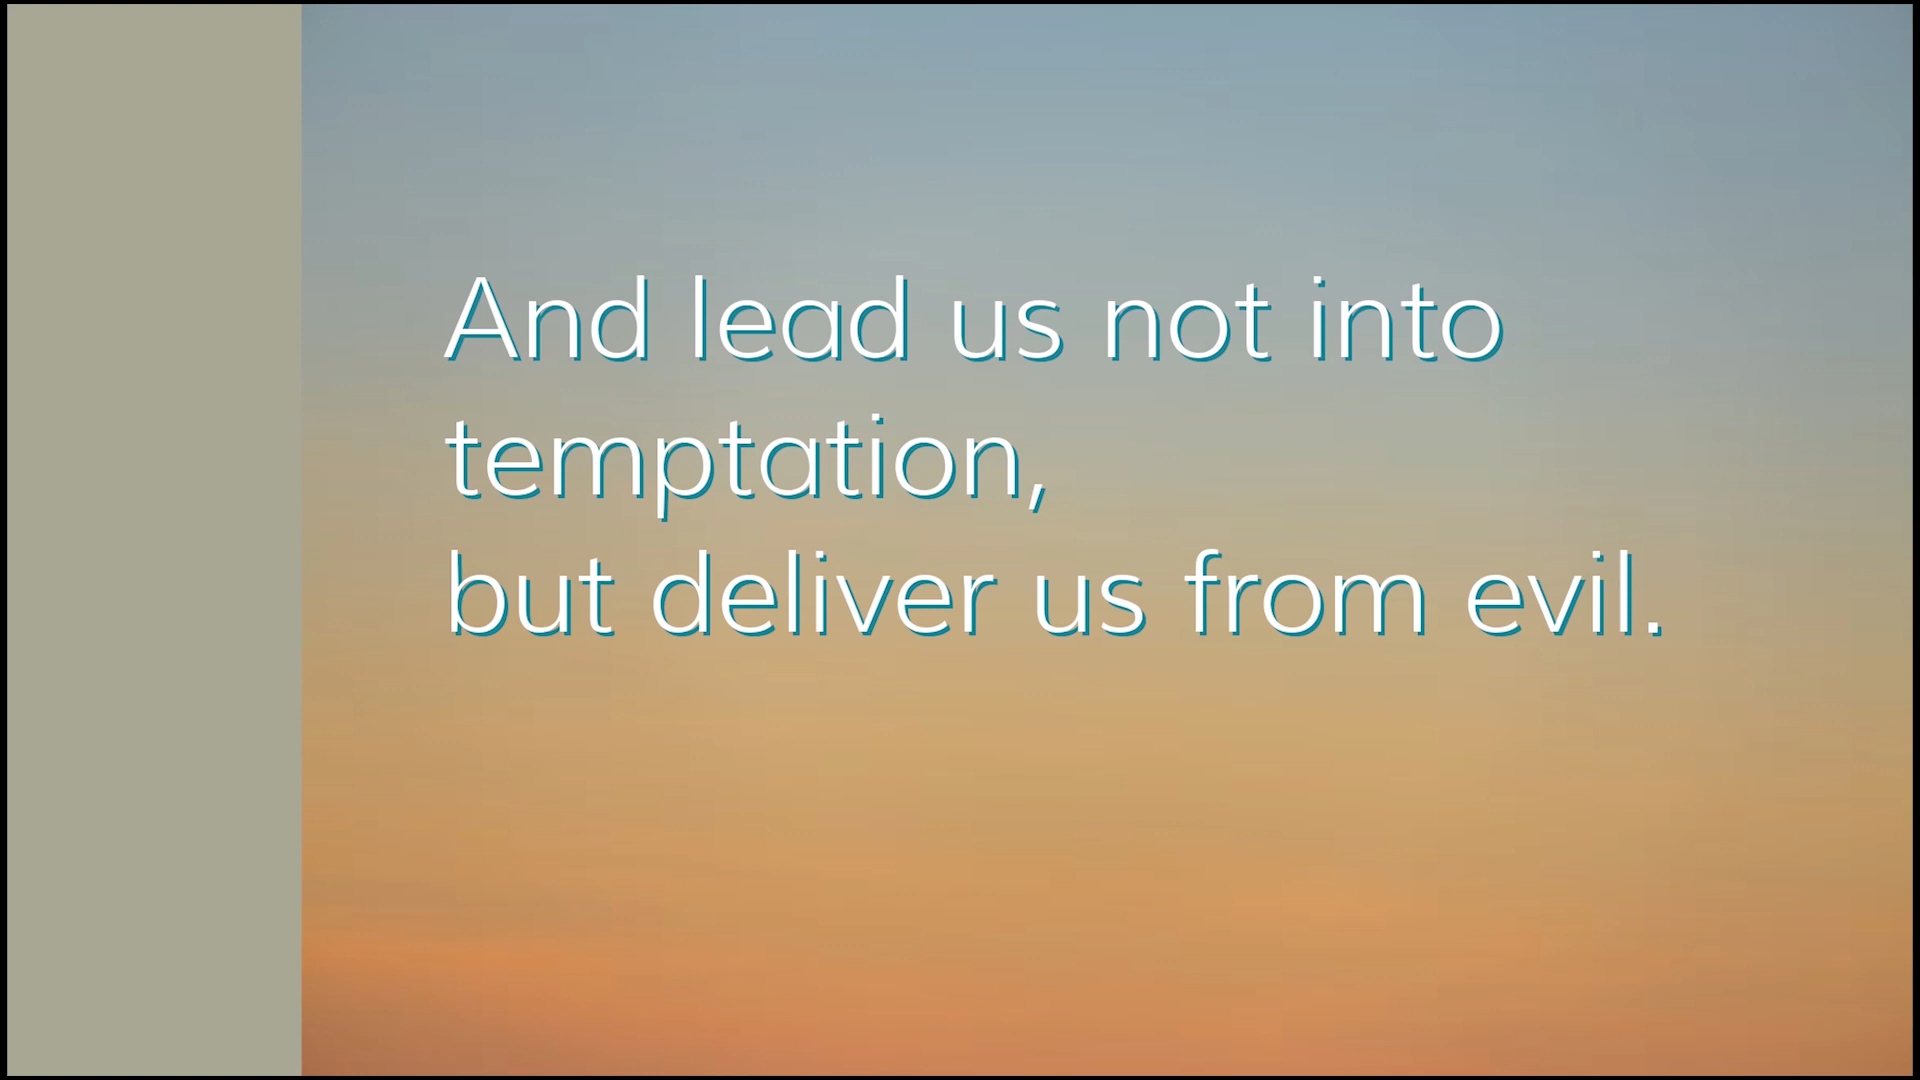 And lead us not into
temptation,
but deliver us from evil.